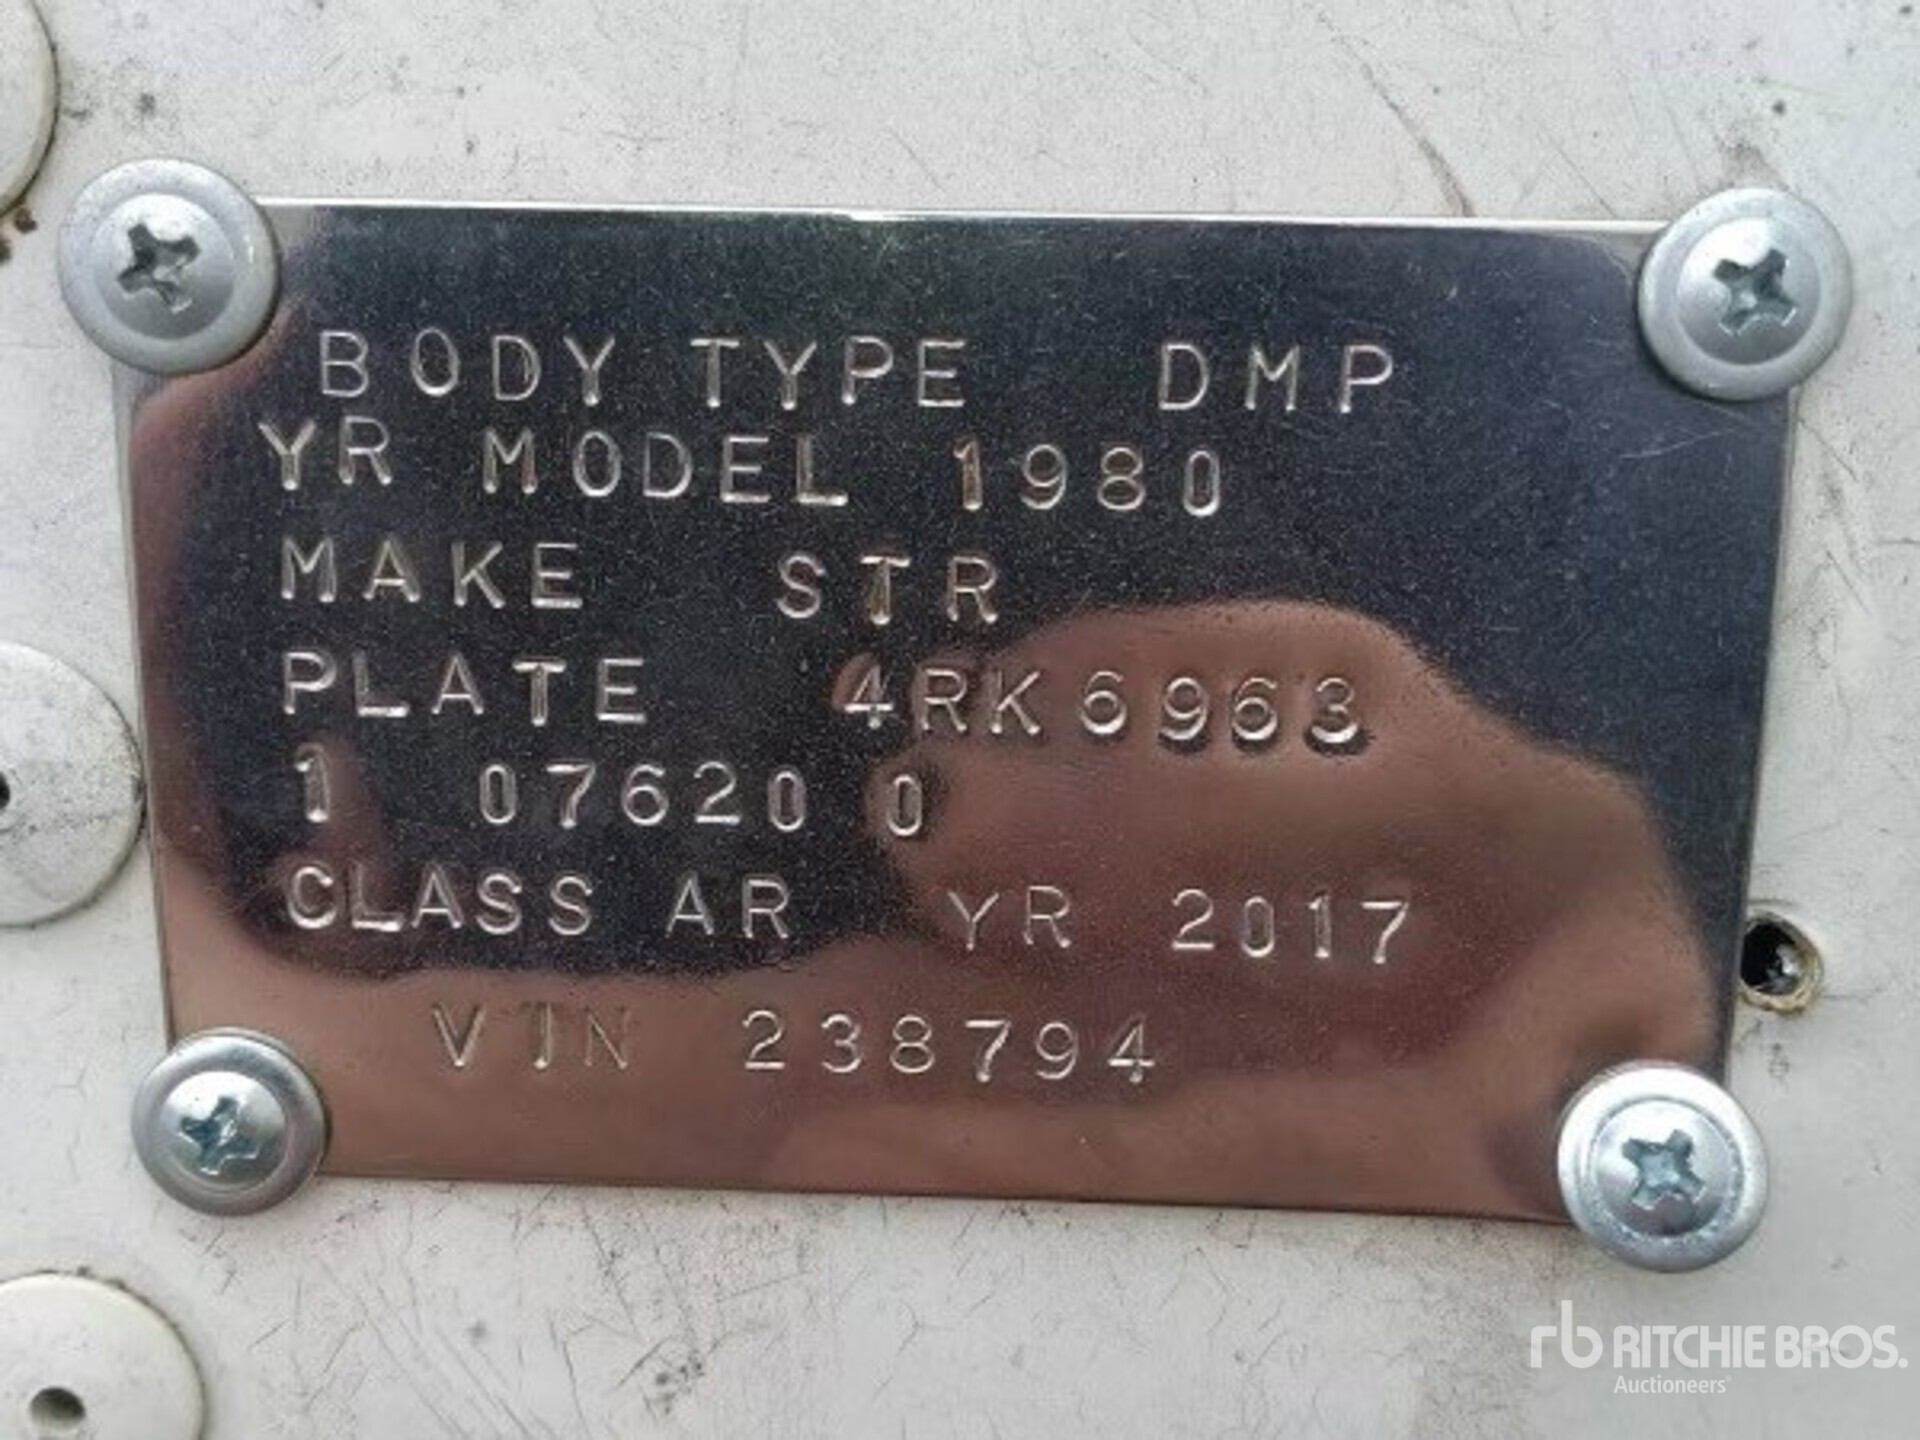 BODY TYPE DMP
YR MODEL 1980
MAKE STR
PLATE 4RK6963
1 07620 0
CLASS AR YR 2017
VIN 238794
rb RITCHIE BROS.
Auctioneers